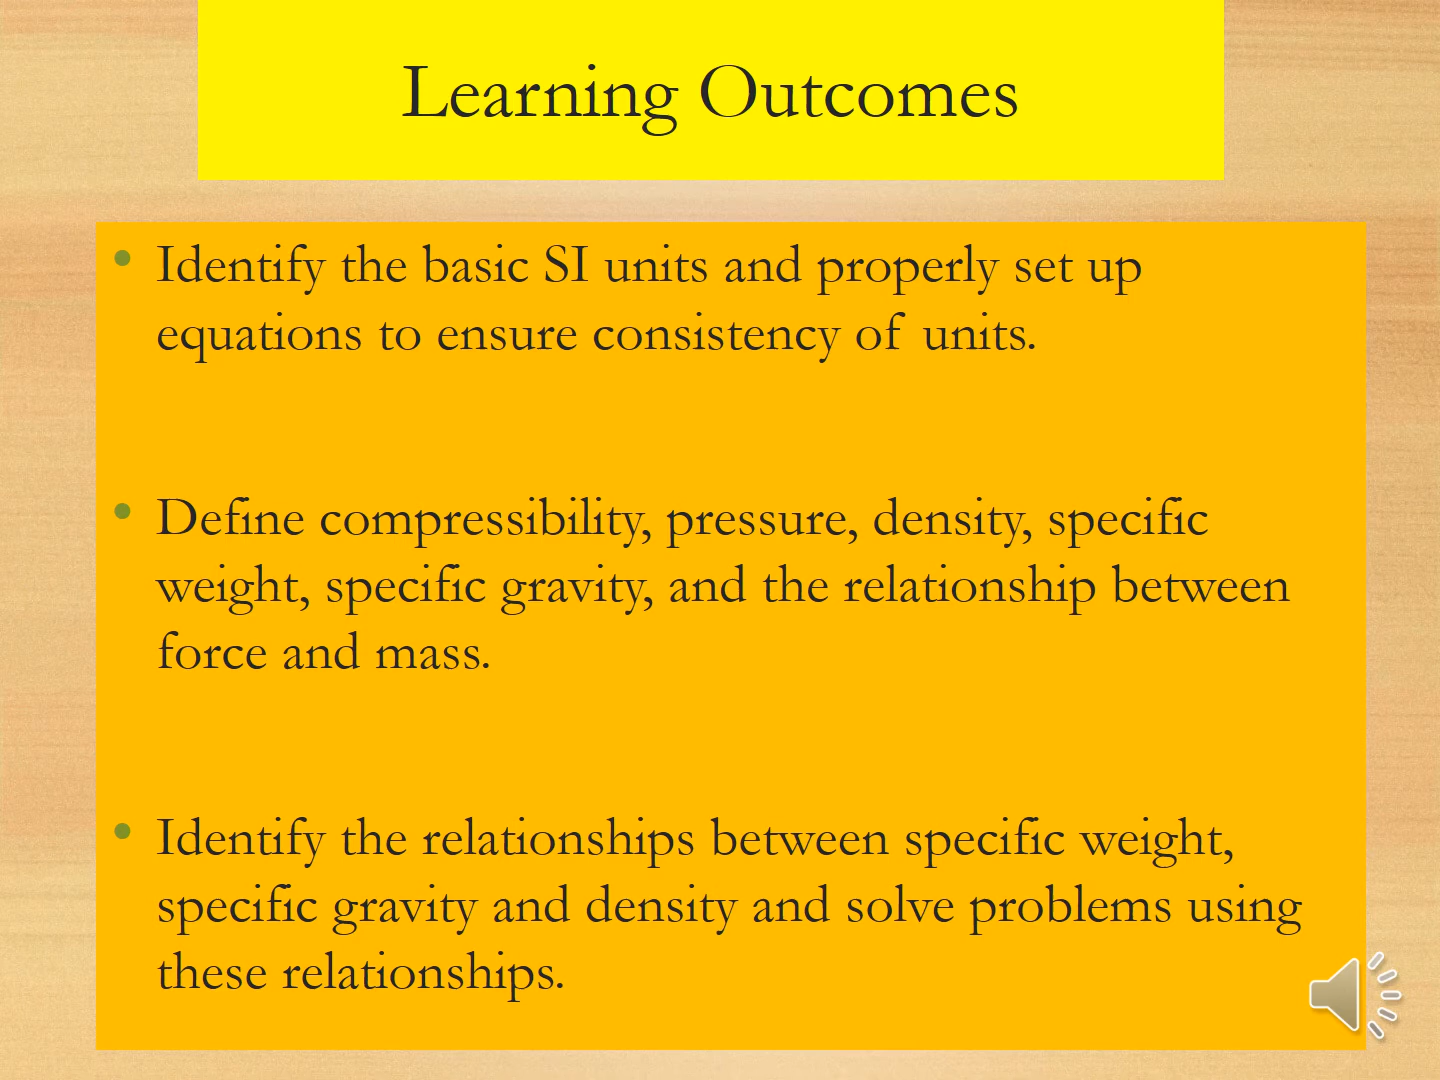 Learning Outcomes
• Identify the basic SI units and properly set up
equations to ensure consistency of units.
• Define compressibility, pressure, density, specific
weight, specific gravity, and the relationship between
force and mass.
• Identify the relationships between specific weight,
specific gravity and density and solve problems using
these relationships.